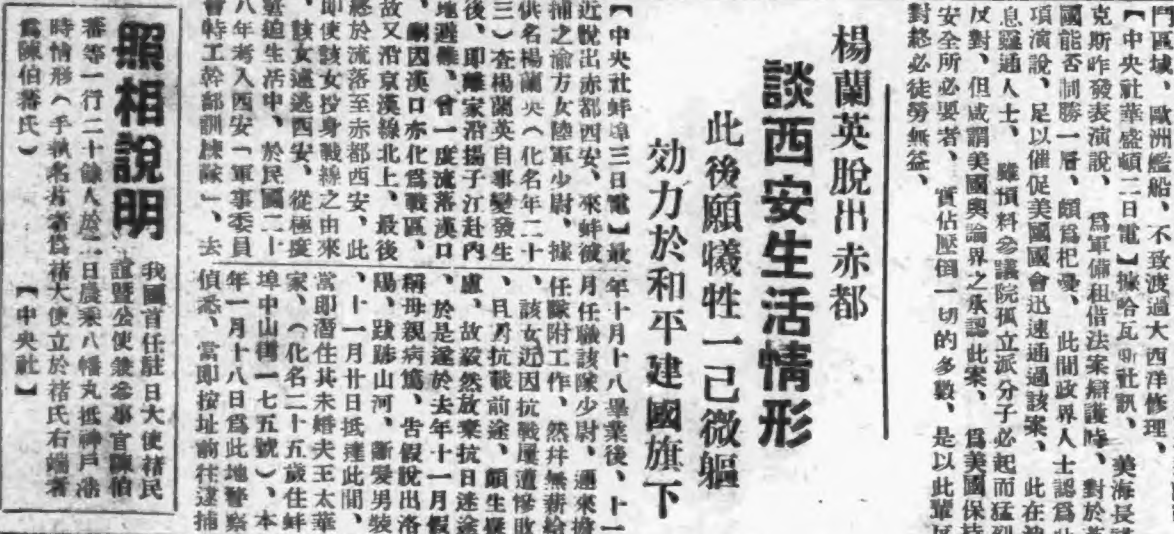 門區域、歐洲艦船、不致渡過大西洋修理、
【中央社華盛頓二日電】據哈瓦斯社訊、美海長諾
克斯昨發表演說、爲軍備租借法案辯護時、對於英
國能否制勝一層、頗爲杞憂、此間政界人士認爲此
項演說、足以催促美國國會迅速通過該案、此在
息靈通人士、雖預料參議院孤立派分子必起而猛烈
反對、但咸謂美國輿論界之承認此案、爲美國保持
安全所必要者、實佔壓倒一切的多數、是以此輩反
對終必徒勞無益、
楊蘭英脫出赤都
談西安生活情形
此後願犧牲一己微軀
効力於和平建國旗下
【中央社蚌埠三日電】最
近脫出赤都西安、來蚌被
捕之渝方女陸軍少尉、據
供名楊蘭央(化名年二十
三)查楊蘭英自事變發生
後、即離家沿揚子江赴內
地避難、曾一度流落漢口
、嗣因漢口亦化爲戰區、
故又沿京漢線北上、最後
終於流落至赤都西安、此
即使該女投身戰線之由來
、該女遁逃西安、從極度
窘迫生活中、於民國二十
八年考入西安「軍事委員
會特工幹部訓練隊」、去
年十月十八畢業後、十一
月任職該隊少尉、邇來擔
任隊附工作、然幷無薪給
、該女近因抗戰屢遭慘敗
、且對抗戰前途、頗生疑
慮、故毅然放棄抗日迷途
、於是遂於去年十一月假
稱母親病篤、告假脫出洛
陽、跋踄山河、斷髮男裝
、十一月廿日抵達此間、
當即潛住其未婚夫王太華
家、(化名二十五歲住蚌
埠中山街一七五號)、本
年一月十八日爲此地警察
偵悉、當即按址前往逮捕
照相說明
我國首任駐日大使褚民
誼暨公使兼參事官陳伯
蕃等一行二十餘人於二日晨乘八幡丸抵神戶浩
時情形(手執名片者爲褚大使立於褚氏右端者
爲陳伯蕃氏)
【中央社】